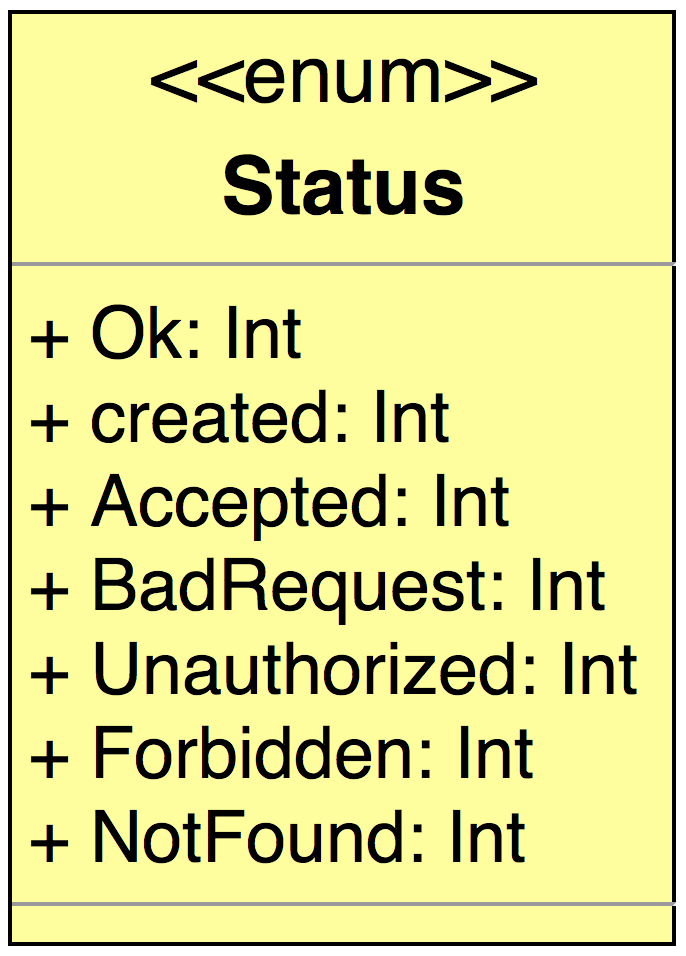 <<enum>>
Status
+ Ok: Int
+ created: Int
+ Accepted: Int
+ BadRequest: Int
+ Unauthorized: Int
+ Forbidden: Int
+ NotFound: Int